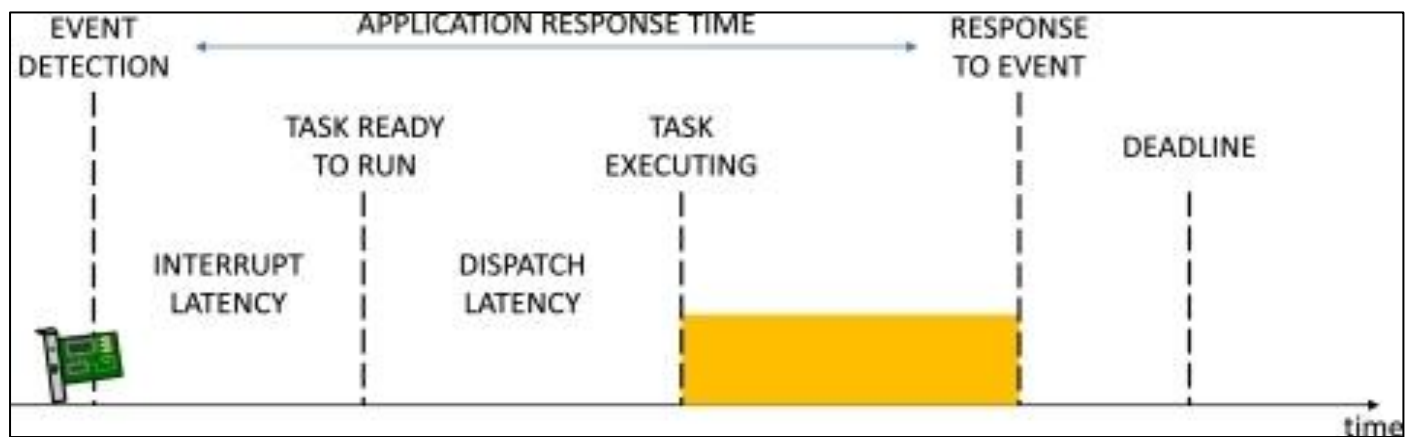 EVENT
DETECTION
APPLICATION RESPONSE TIME
RESPONSE
TO EVENT
TASK READY
TO RUN
TASK
EXECUTING
DEADLINE
INTERRUPT
LATENCY
DISPATCH
LATENCY
time